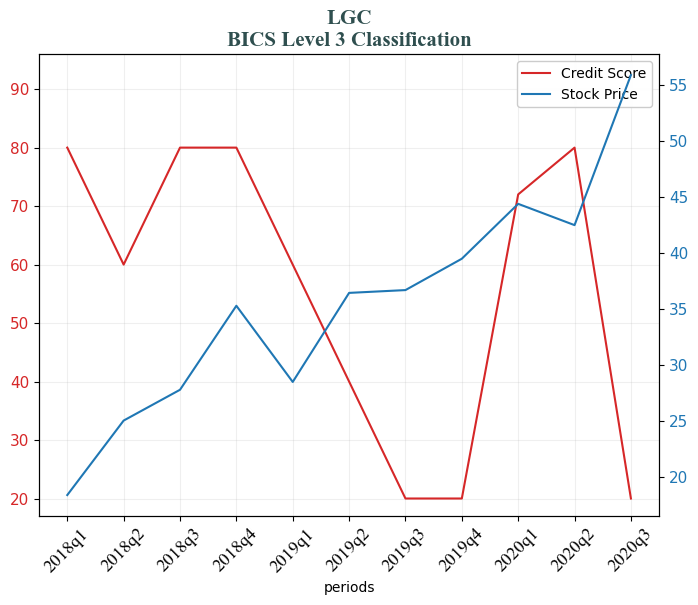 LGC
BICS Level 3 Classification
Credit Score
Stock Price
90
80
70
60
50
40
30
20
55
50
45
40
35
30
25
20
2018q1
2018q2
2018q3
2018q4
2019q1
2019q2
2019q3
2019q4
2020q1
2020q2
2020q3
periods